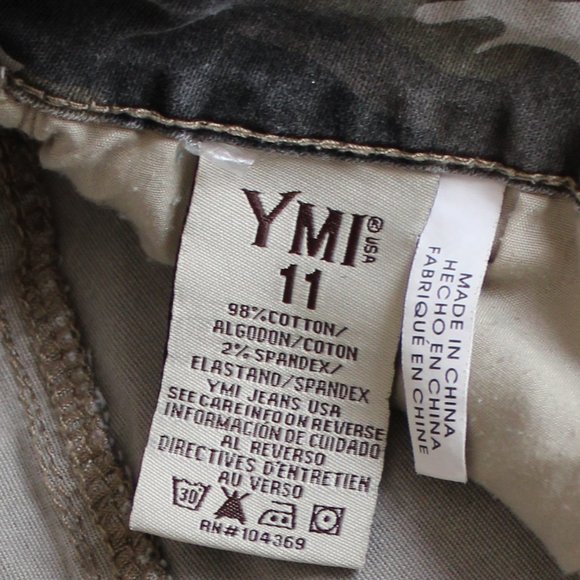 YMI® USA
11
98% COTTON/
ALGODON/COTON
2% SPANDEX/
ELASTANO/SPANDEX
YMI JEANS USA
SEE CARE INFO ON REVERSE
INFORMACIÓN DE CUIDADO
AL REVERSO
DIRECTIVES D'ENTRETIEN
AU VERSO
30
RN#104369
MADE IN CHINA
HECHO EN CHINA
FABRIQUÉ EN CHINE